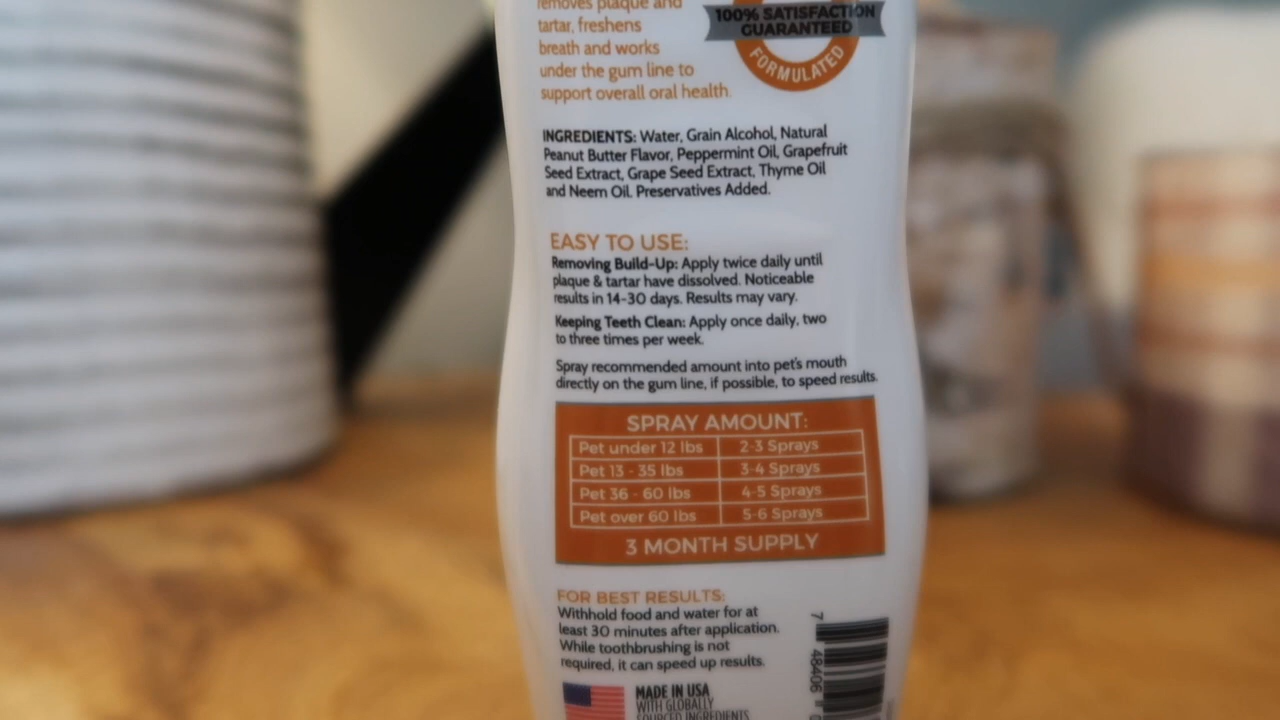 removes plaque and
tartar, freshens
breath and works
under the gum line to
support overall oral health.
100% SATISFACTION
GUARANTEED
FORMULATED
INGREDIENTS: Water, Grain Alcohol, Natural
Peanut Butter Flavor, Peppermint Oil, Grapefruit
Seed Extract, Grape Seed Extract, Thyme Oil
and Neem Oil. Preservatives Added.
EASY TO USE:
Removing Build-Up: Apply twice daily until
plaque & tartar have dissolved. Noticeable
results in 14-30 days. Results may vary.
Keeping Teeth Clean: Apply once daily, two
to three times per week.
Spray recommended amount into pet's mouth
directly on the gum line, if possible, to speed results.
SPRAY AMOUNT:
Pet under 12 lbs 2-3 Sprays
Pet 13 - 35 lbs 3-4 Sprays
Pet 36 - 60 lbs 4-5 Sprays
Pet over 60 lbs 5-6 Sprays
3 MONTH SUPPLY
FOR BEST RESULTS:
Withhold food and water for at
least 30 minutes after application.
While toothbrushing is not
required, it can speed up results.
7 48406
MADE IN USA
WITH GLOBALLY
SOURCED INGREDIENTS